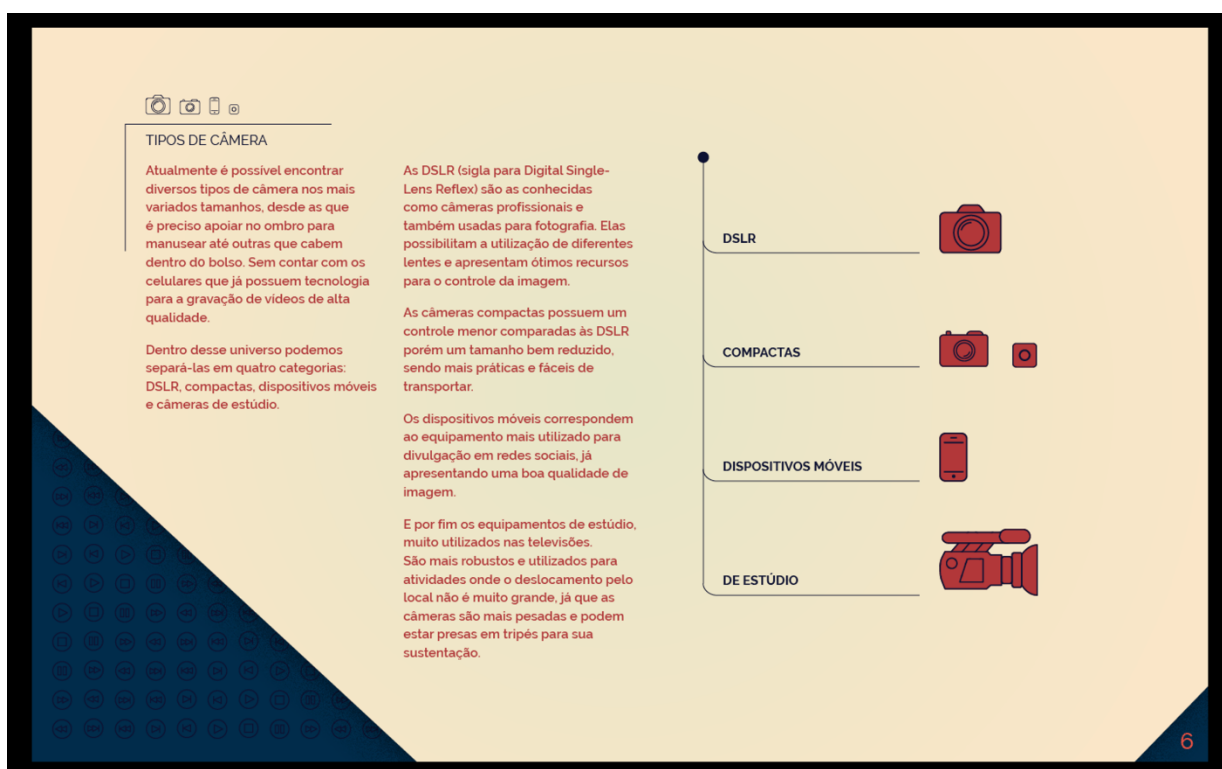 TIPOS DE CÂMERA
Atualmente é possível encontrar
diversos tipos de câmera nos mais
variados tamanhos, desde as que
é preciso apoiar no ombro para
manusear até outras que cabem
dentro do bolso. Sem contar com os
celulares que já possuem tecnologia
para a gravação de vídeos de alta
qualidade.
Dentro desse universo podemos
separá-las em quatro categorias:
DSLR, compactas, dispositivos móveis
e câmeras de estúdio.
As DSLR (sigla para Digital Single-
Lens Reflex) são as conhecidas
como câmeras profissionais e
também usadas para fotografia. Elas
possibilitam a utilização de diferentes
lentes e apresentam ótimos recursos
para o controle da imagem.
As câmeras compactas possuem um
controle menor comparadas às DSLR
porém um tamanho bem reduzido,
sendo mais práticas e fáceis de
transportar.
Os dispositivos móveis correspondem
ao equipamento mais utilizado para
divulgação em redes sociais, já
apresentando uma boa qualidade de
imagem.
E por fim os equipamentos de estúdio,
muito utilizados nas televisões.
São mais robustos e utilizados para
atividades onde o deslocamento pelo
local não é muito grande, já que as
câmeras são mais pesadas e podem
estar presas em tripés para sua
sustentação.
DSLR
COMPACTAS
DISPOSITIVOS MÓVEIS
DE ESTÚDIO
6